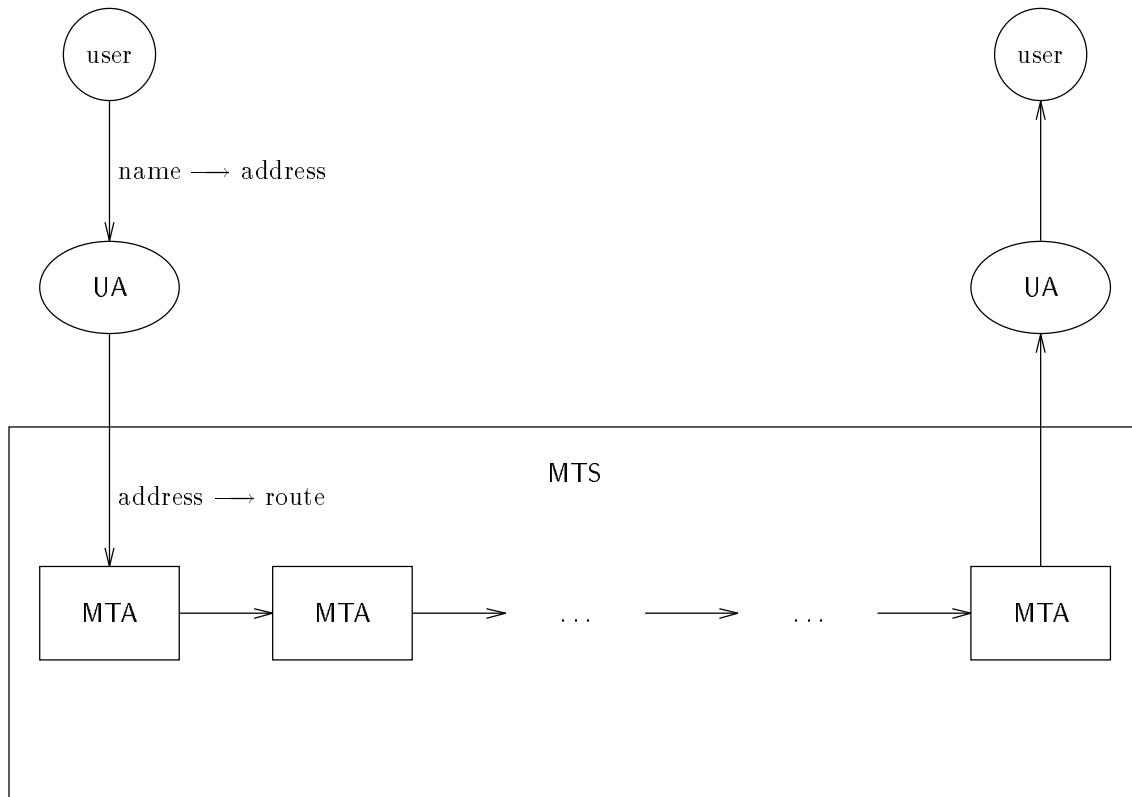 user
user
name → address
UA
UA
MTS
address → route
MTA
MTA
. . .
. . .
MTA